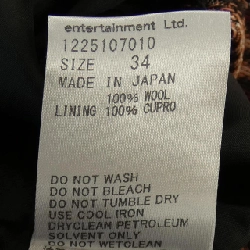 entertainment Ltd.
1225107010
SIZE 34
MADE IN JAPAN
100% WOOL
LINING 100% CUPRO
DO NOT WASH
DO NOT BLEACH
DO NOT TUMBLE DRY
USE COOL IRON
DRYCLEAN PETROLEUM
SOLVENT ONLY
DO NOT WETCLEAN